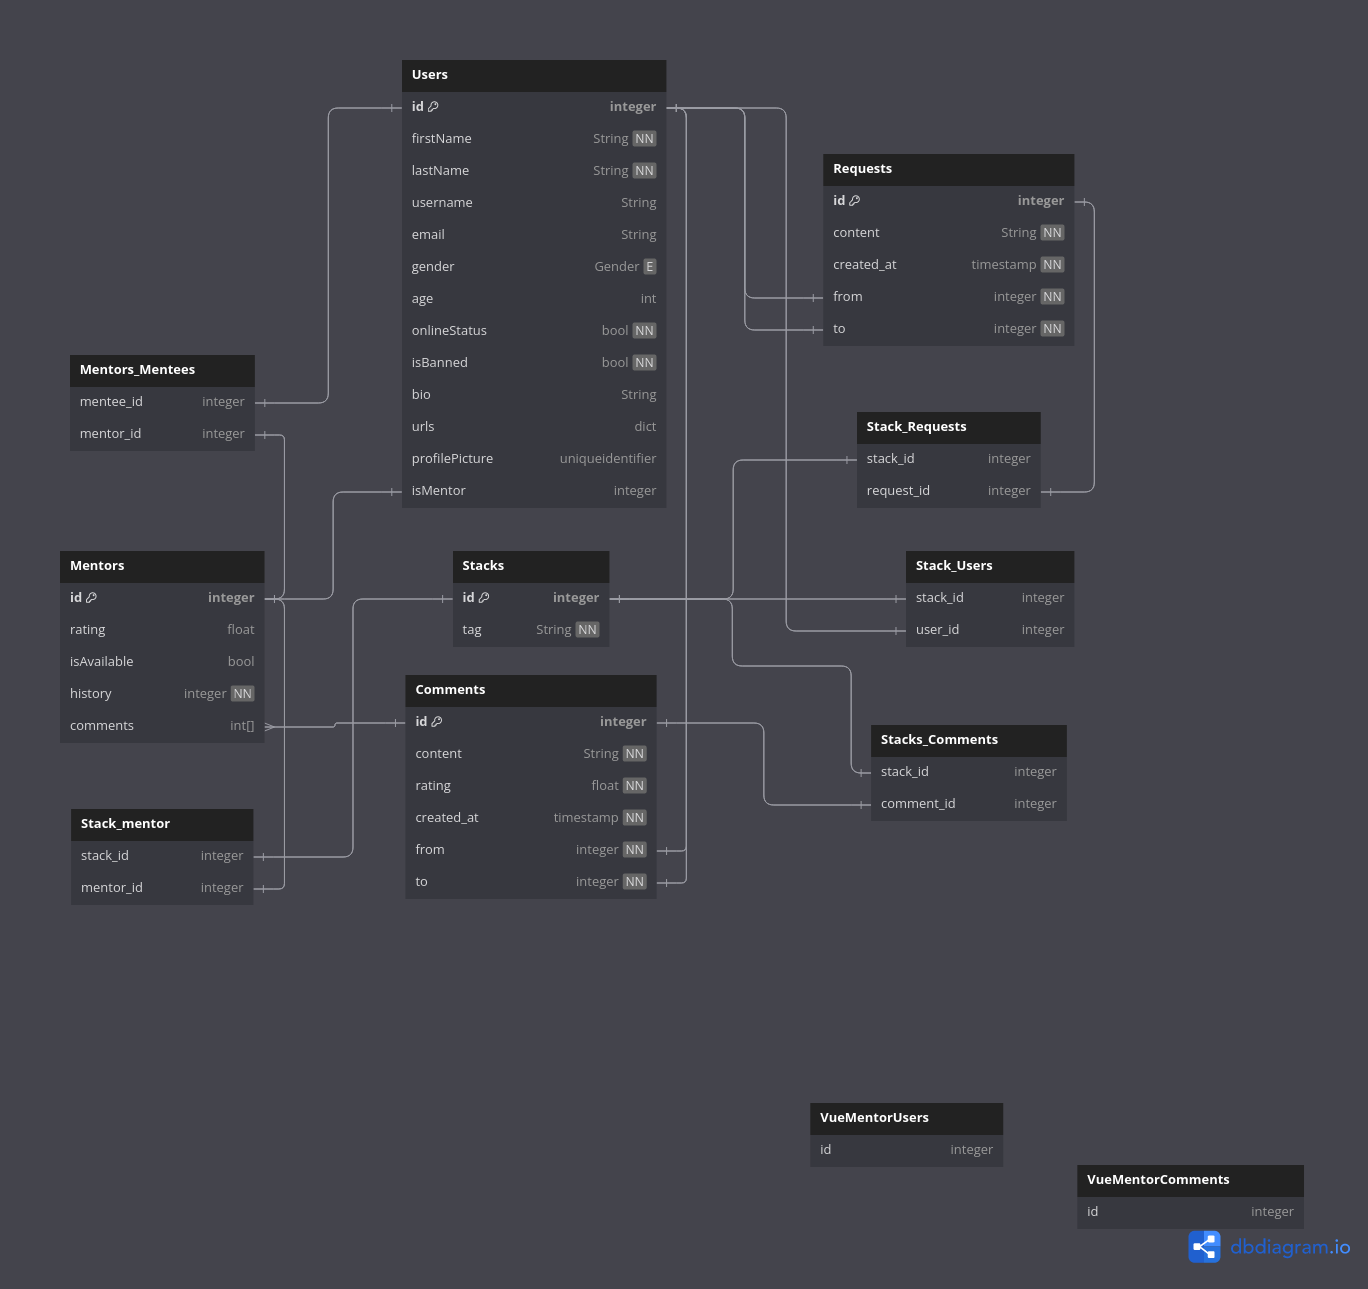 Users
id integer
firstName String NN
lastName String NN
username String
email String
gender Gender E
age int
onlineStatus bool NN
isBanned bool NN
bio String
urls dict
profilePicture uniqueidentifier
isMentor integer
Requests
id integer
content String NN
created_at timestamp NN
from integer NN
to integer NN
Mentors_Mentees
mentee_id integer
mentor_id integer
Stack_Requests
stack_id integer
request_id integer
Mentors
id integer
rating float
isAvailable bool
history integer NN
comments int[]
Stacks
id integer
tag String NN
Stack_Users
stack_id integer
user_id integer
Comments
id integer
content String NN
rating float NN
created_at timestamp NN
from integer NN
to integer NN
Stacks_Comments
stack_id integer
comment_id integer
Stack_mentor
stack_id integer
mentor_id integer
VueMentorUsers
id integer
VueMentorComments
id integer
dbdiagram.io